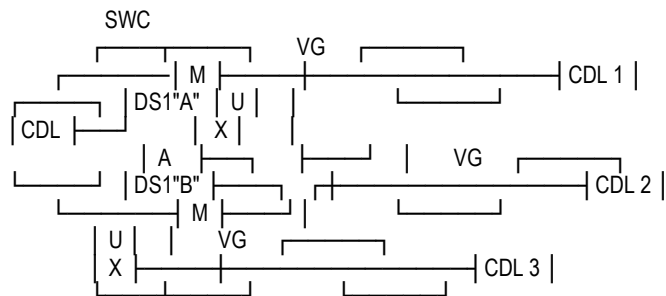 SWC
VG
M CDL 1
DS1"A" U
CDL X
A VG
DS1"B" CDL 2
M
U VG
X CDL 3